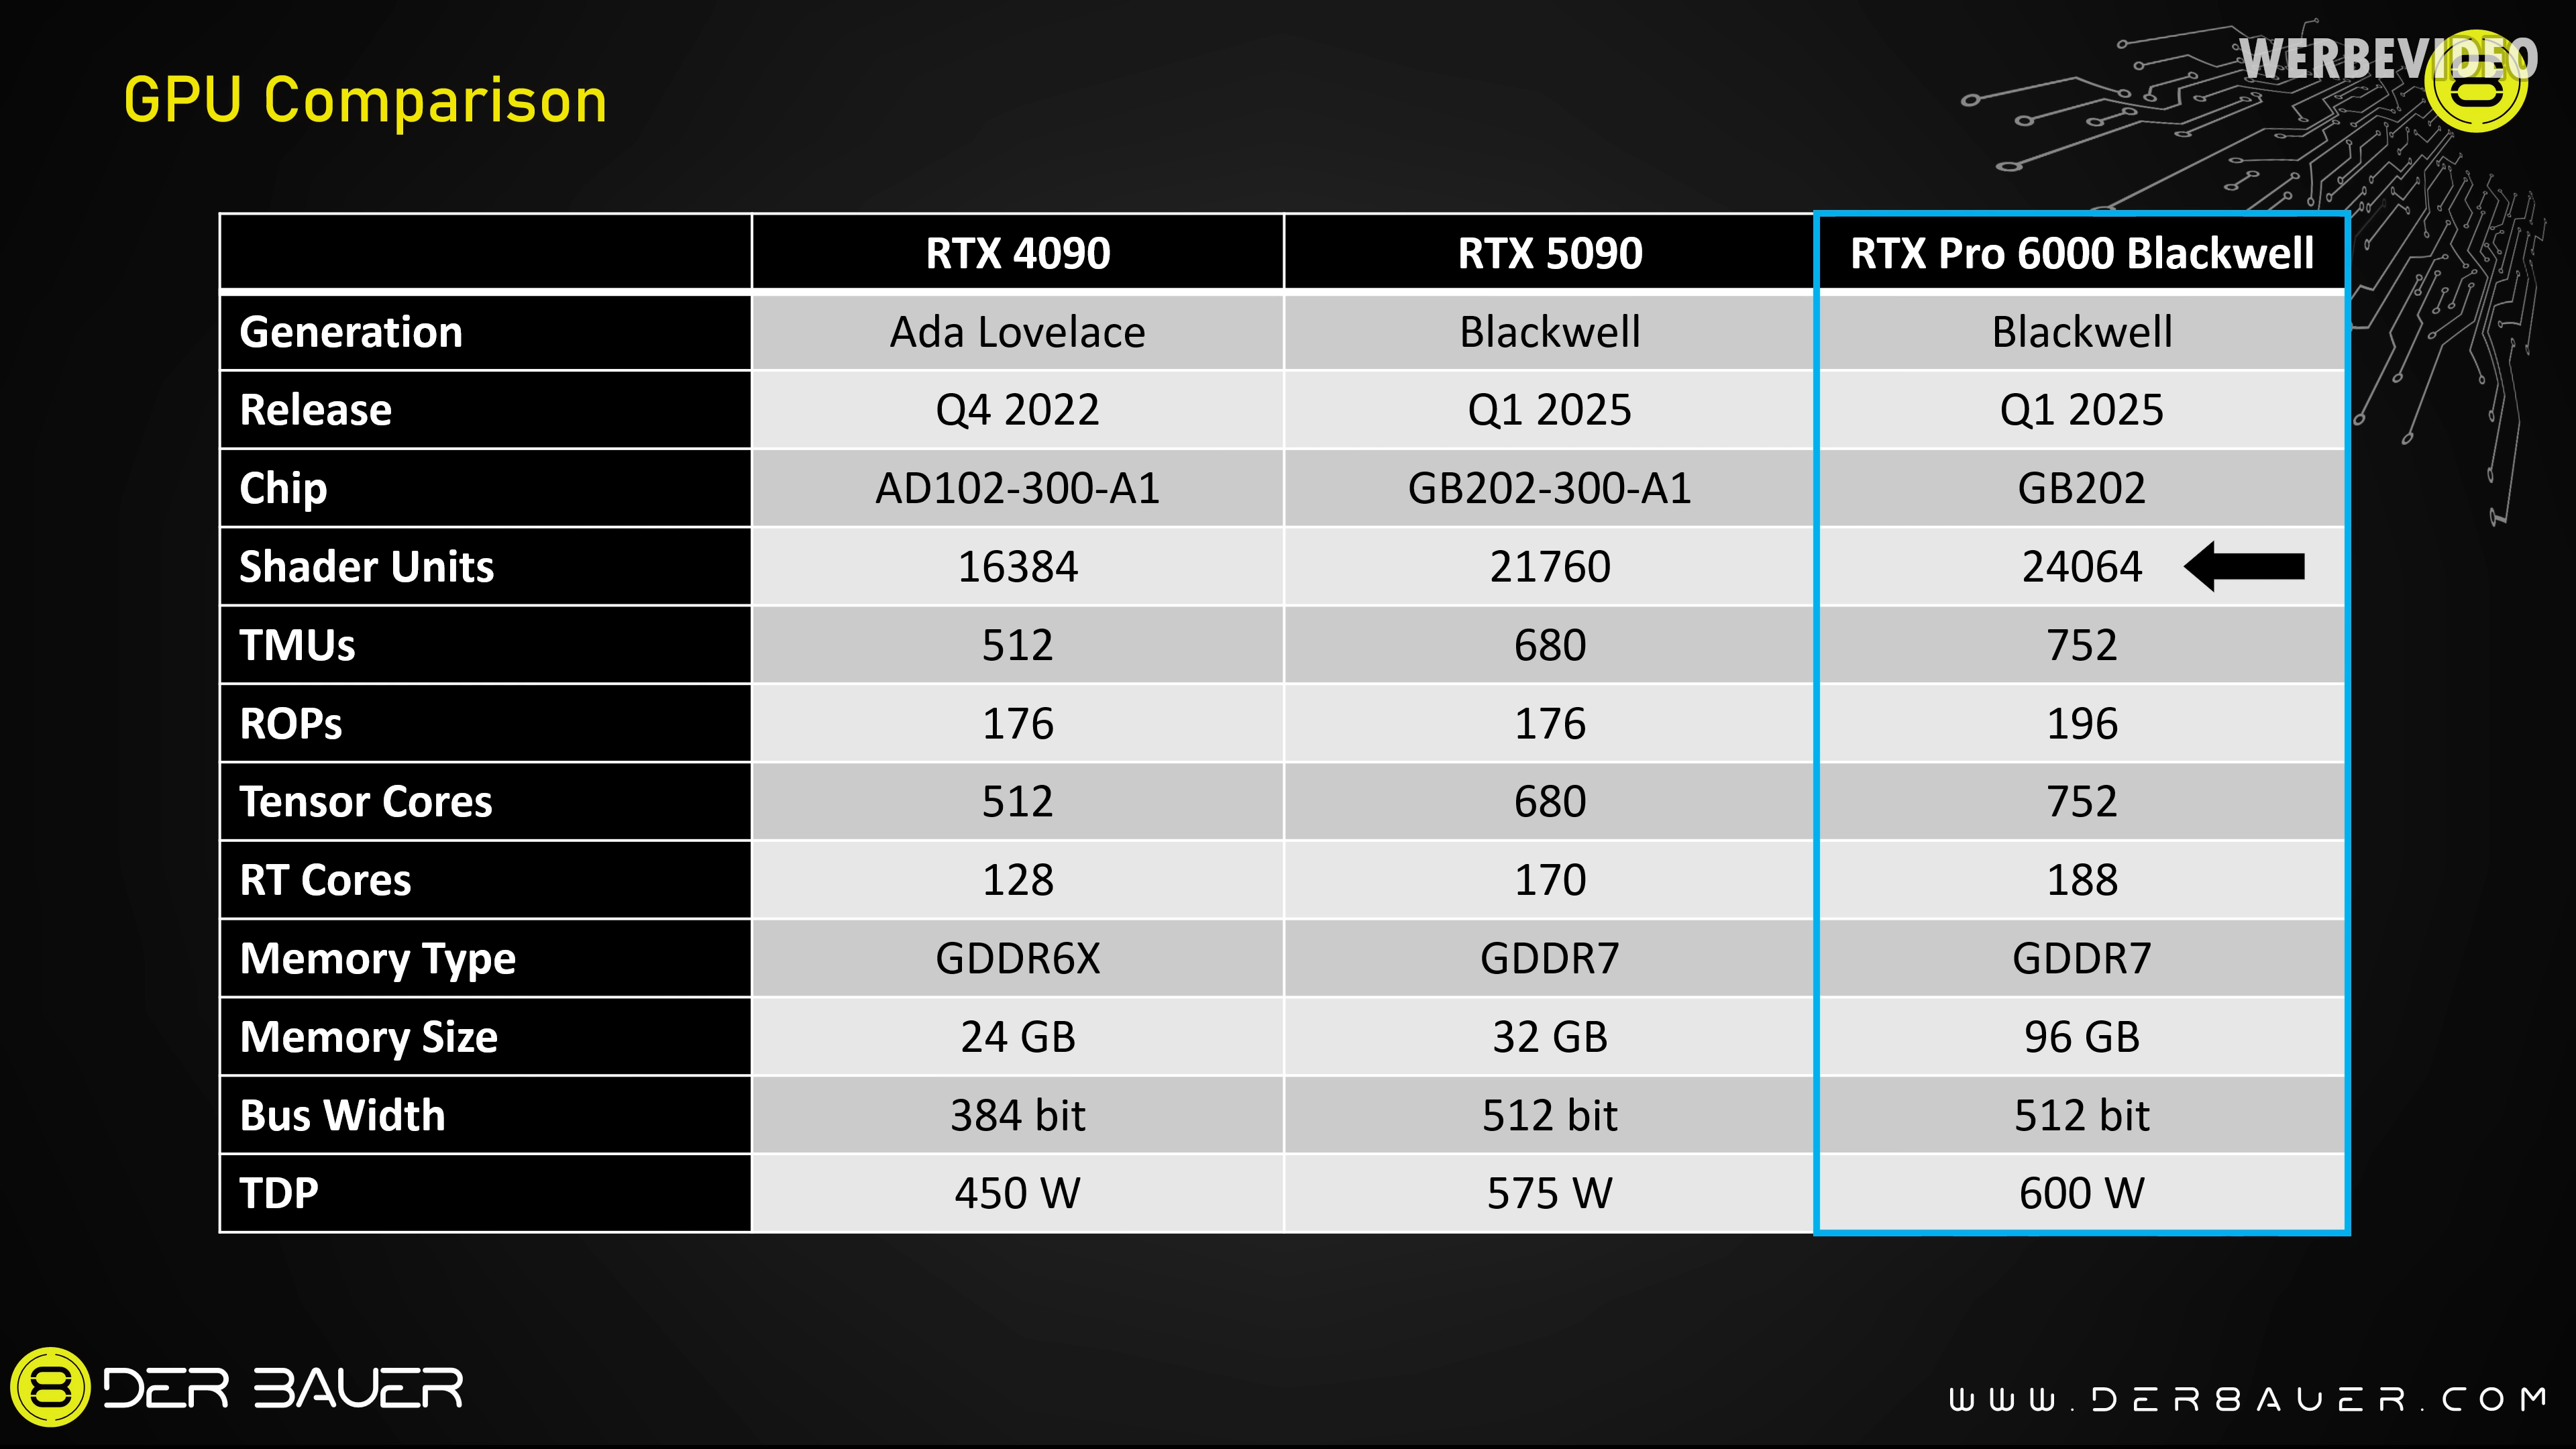 WERBEVIDEO
GPU Comparison
RTX 4090 RTX 5090 RTX Pro 6000 Blackwell
Generation Ada Lovelace Blackwell Blackwell
Release Q4 2022 Q1 2025 Q1 2025
Chip AD102-300-A1 GB202-300-A1 GB202
Shader Units 16384 21760 24064
TMUs 512 680 752
ROPs 176 176 196
Tensor Cores 512 680 752
RT Cores 128 170 188
Memory Type GDDR6X GDDR7 GDDR7
Memory Size 24 GB 32 GB 96 GB
Bus Width 384 bit 512 bit 512 bit
TDP 450 W 575 W 600 W
DER 8AUER
WWW.DER8AUER.COM